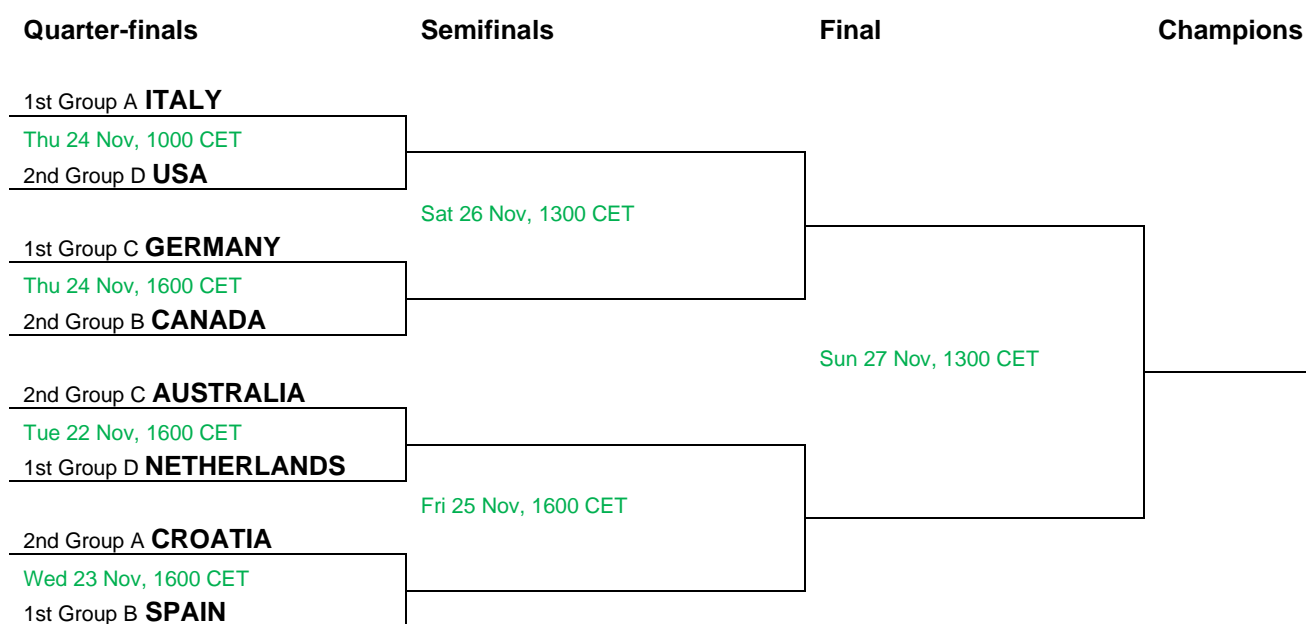 Quarter-finals Semifinals Final Champions
1st Group A ITALY
Thu 24 Nov, 1000 CET
2nd Group D USA
Sat 26 Nov, 1300 CET
1st Group C GERMANY
Thu 24 Nov, 1600 CET
2nd Group B CANADA
Sun 27 Nov, 1300 CET
2nd Group C AUSTRALIA
Tue 22 Nov, 1600 CET
1st Group D NETHERLANDS
Fri 25 Nov, 1600 CET
2nd Group A CROATIA
Wed 23 Nov, 1600 CET
1st Group B SPAIN